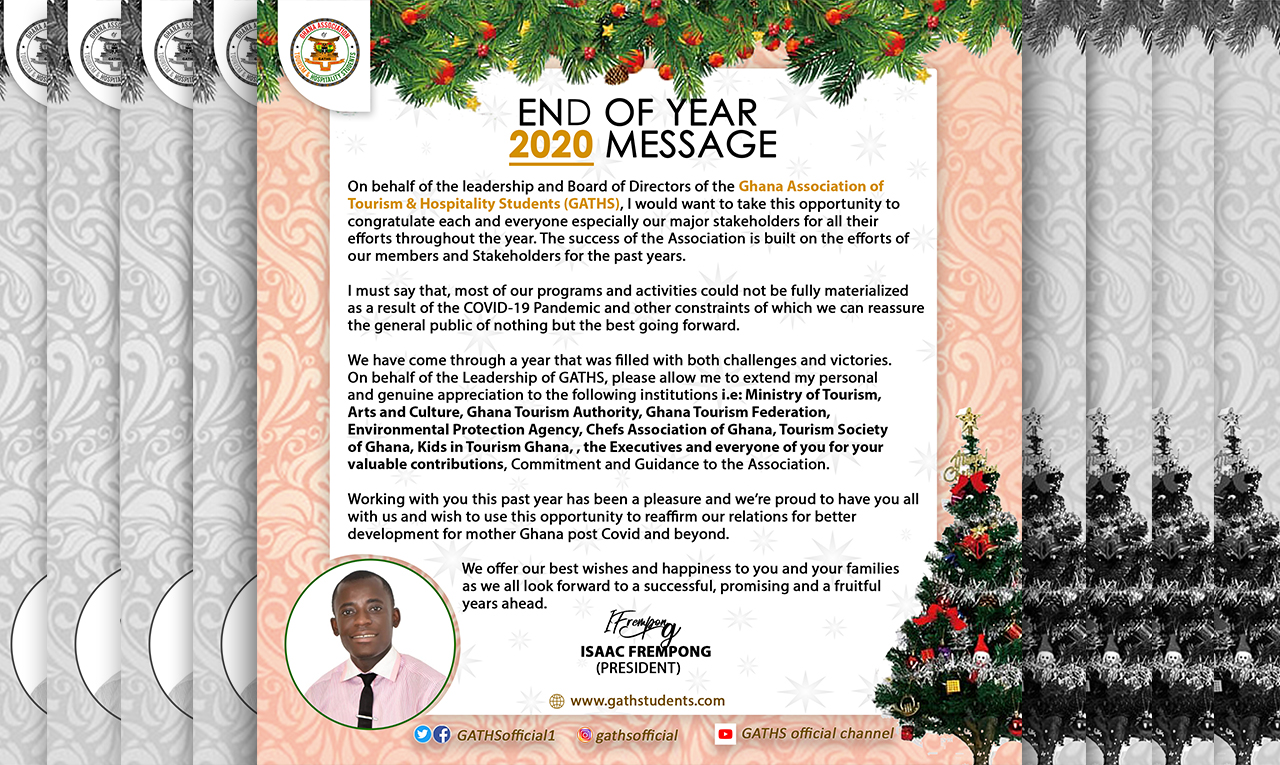 GHANA ASSOCIATION
of
GATHS
TOURISM & HOSPITALITY STUDENTS
END OF YEAR
2020 MESSAGE
On behalf of the leadership and Board of Directors of the Ghana Association of
Tourism & Hospitality Students (GATHS), I would want to take this opportunity to
congratulate each and everyone especially our major stakeholders for all their
efforts throughout the year. The success of the Association is built on the efforts of
our members and Stakeholders for the past years.
I must say that, most of our programs and activities could not be fully materialized
as a result of the COVID-19 Pandemic and other constraints of which we can reassure
the general public of nothing but the best going forward.
We have come through a year that was filled with both challenges and victories.
On behalf of the Leadership of GATHS, please allow me to extend my personal
and genuine appreciation to the following institutions i.e: Ministry of Tourism,
Arts and Culture, Ghana Tourism Authority, Ghana Tourism Federation,
Environmental Protection Agency, Chefs Association of Ghana, Tourism Society
of Ghana, Kids in Tourism Ghana, , the Executives and everyone of you for your
valuable contributions, Commitment and Guidance to the Association.
Working with you this past year has been a pleasure and we're proud to have you all
with us and wish to use this opportunity to reaffirm our relations for better
development for mother Ghana post Covid and beyond.
We offer our best wishes and happiness to you and your families
as we all look forward to a successful, promising and a fruitful
years ahead.
IFrempong
ISAAC FREMPONG
(PRESIDENT)
www.gathstudents.com
GATHSofficial1 gathsofficial GATHS official channel